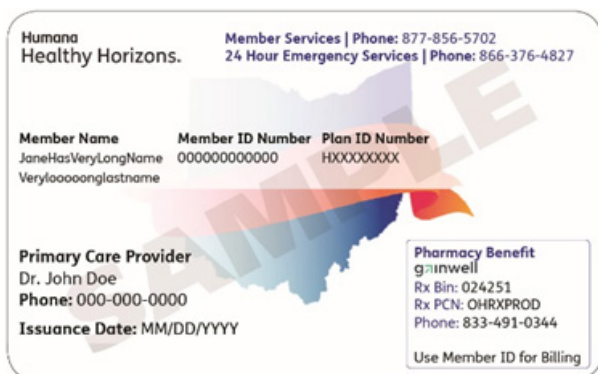 Humana
Healthy Horizons.
Member Services | Phone: 877-856-5702
24 Hour Emergency Services | Phone: 866-376-4827
Member Name Member ID Number Plan ID Number
JaneHasVeryLongName 000000000000 HXXXXXXXX
Verylooooonglastname
SAMPLE
Primary Care Provider
Dr. John Doe
Phone: 000-000-0000
Issuance Date: MM/DD/YYYY
Pharmacy Benefit
gainwell
Rx Bin: 024251
Rx PCN: OHRXPROD
Phone: 833-491-0344
Use Member ID for Billing